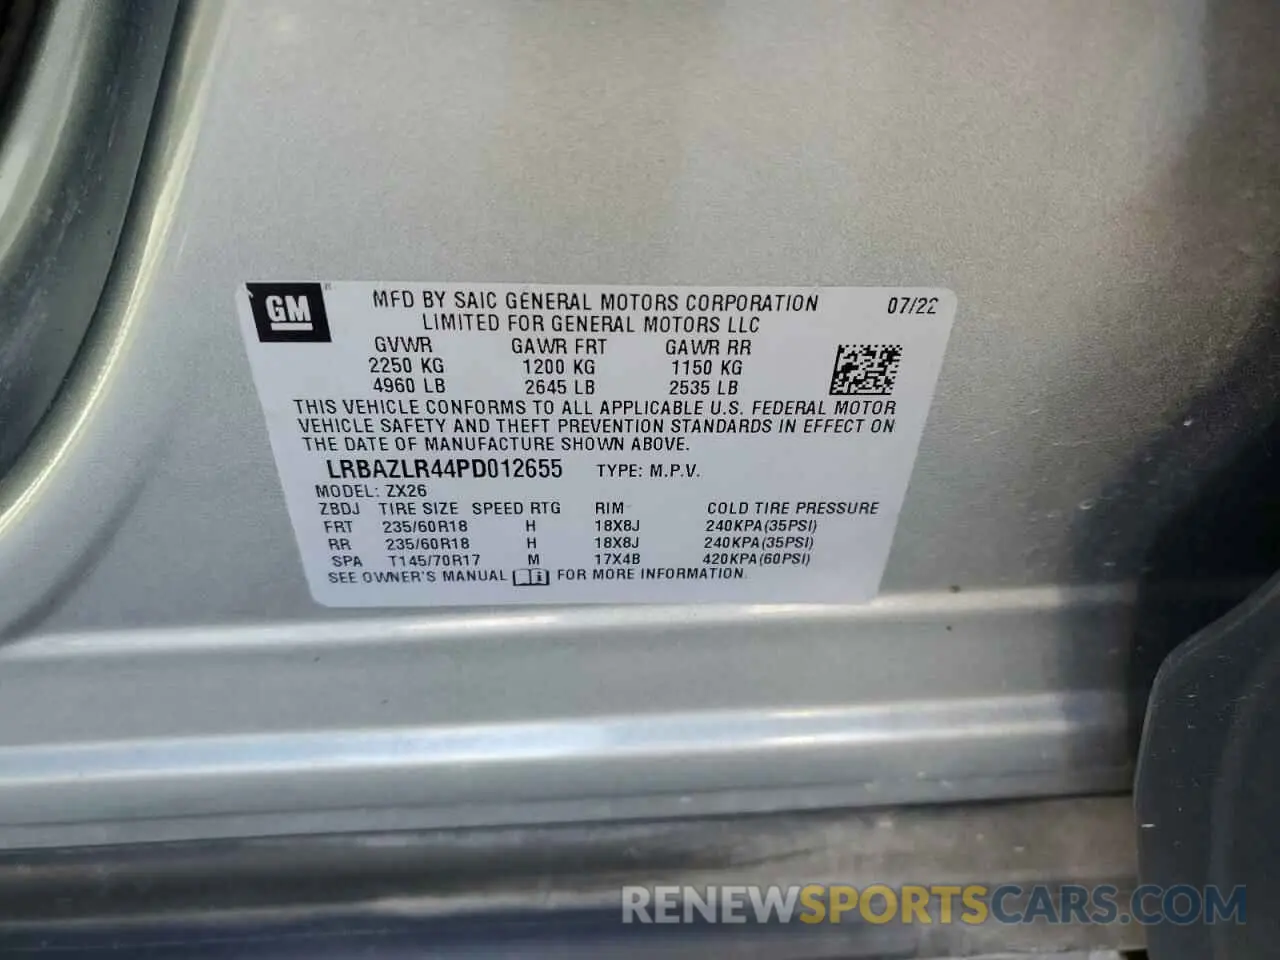 GM
MFD BY SAIC GENERAL MOTORS CORPORATION 07/22
LIMITED FOR GENERAL MOTORS LLC
GVWR GAWR FRT GAWR RR
2250 KG 1200 KG 1150 KG
4960 LB 2645 LB 2535 LB
THIS VEHICLE CONFORMS TO ALL APPLICABLE U.S. FEDERAL MOTOR
VEHICLE SAFETY AND THEFT PREVENTION STANDARDS IN EFFECT ON
THE DATE OF MANUFACTURE SHOWN ABOVE.
LRBAZLR44PD012655 TYPE: M.P.V.
MODEL: ZX26
ZBDJ TIRE SIZE SPEED RTG RIM COLD TIRE PRESSURE
FRT 235/60R18 H 18X8J 240KPA(35PSI)
RR 235/60R18 H 18X8J 240KPA(35PSI)
SPA T145/70R17 M 17X4B 420KPA(60PSI)
SEE OWNER'S MANUAL FOR MORE INFORMATION.
RENEWSPORTSCARS.COM